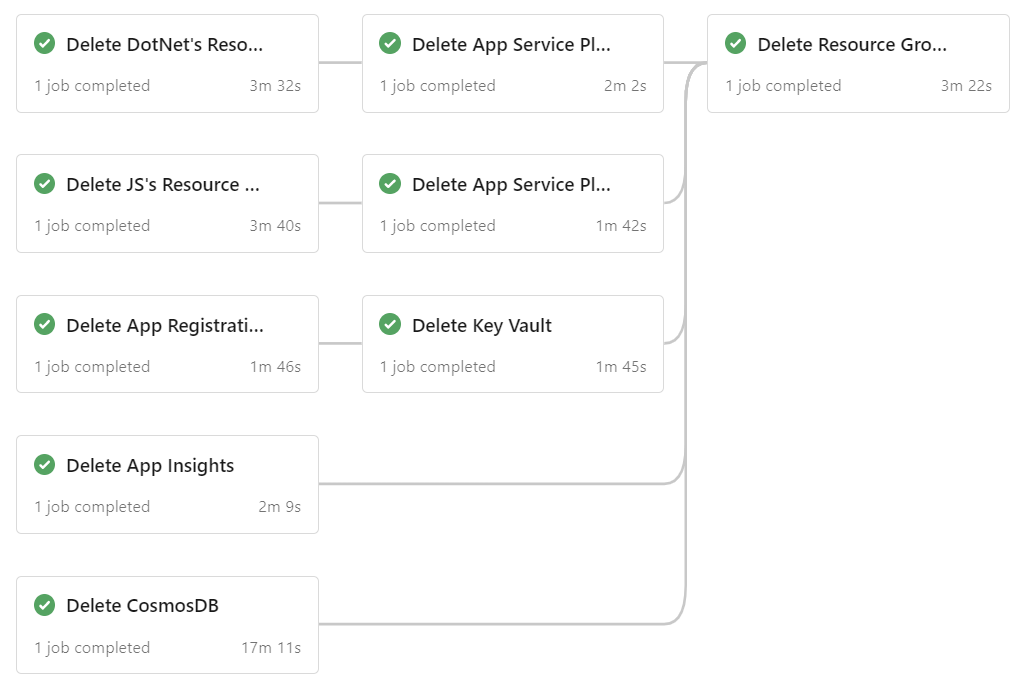 Delete DotNet's Reso...
1 job completed 3m 32s
Delete App Service Pl...
1 job completed 2m 2s
Delete Resource Gro...
1 job completed 3m 22s
Delete JS's Resource ...
1 job completed 3m 40s
Delete App Service Pl...
1 job completed 1m 42s
Delete App Registrati...
1 job completed 1m 46s
Delete Key Vault
1 job completed 1m 45s
Delete App Insights
1 job completed 2m 9s
Delete CosmosDB
1 job completed 17m 11s